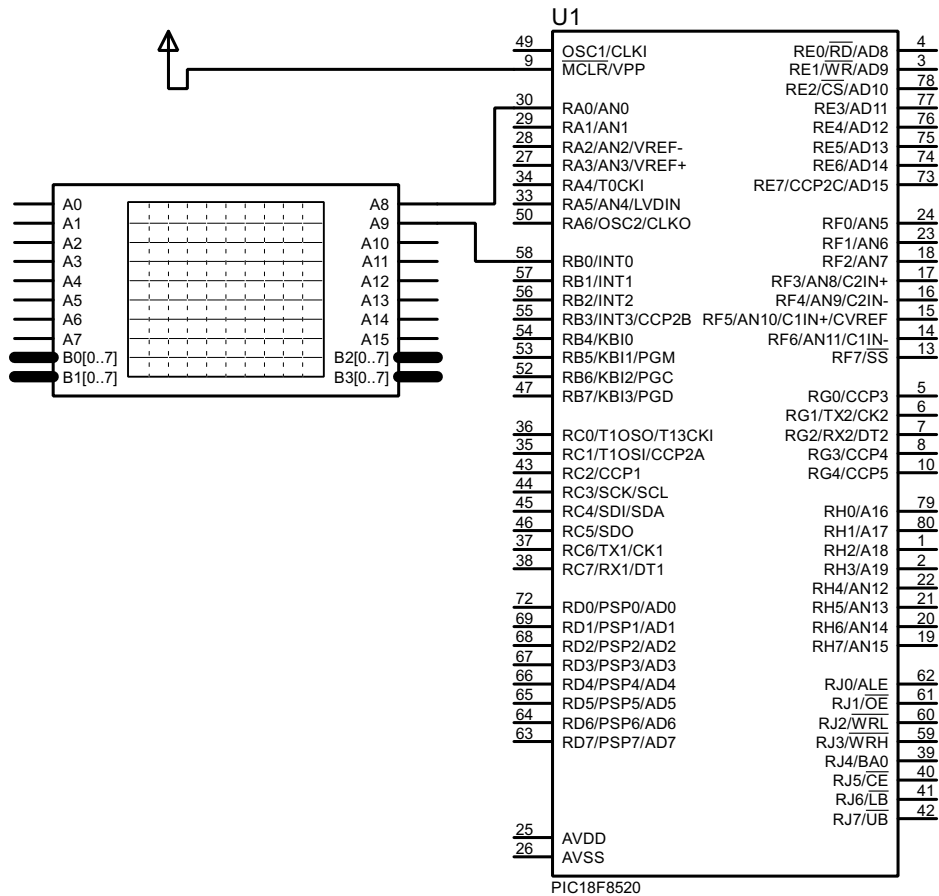 U1
49 OSC1/CLKI
9 MCLR/VPP
30 RA0/AN0
29 RA1/AN1
28 RA2/AN2/VREF-
27 RA3/AN3/VREF+
34 RA4/T0CKI
33 RA5/AN4/LVDIN
50 RA6/OSC2/CLKO
58 RB0/INT0
57 RB1/INT1
56 RB2/INT2
55 RB3/INT3/CCP2B
54 RB4/KBI0
53 RB5/KBI1/PGM
52 RB6/KBI2/PGC
47 RB7/KBI3/PGD
36 RC0/T1OSO/T13CKI
35 RC1/T1OSI/CCP2A
43 RC2/CCP1
44 RC3/SCK/SCL
45 RC4/SDI/SDA
46 RC5/SDO
37 RC6/TX1/CK1
38 RC7/RX1/DT1
72 RD0/PSP0/AD0
69 RD1/PSP1/AD1
68 RD2/PSP2/AD2
67 RD3/PSP3/AD3
66 RD4/PSP4/AD4
65 RD5/PSP5/AD5
64 RD6/PSP6/AD6
63 RD7/PSP7/AD7
25 AVDD
26 AVSS
RE0/RD/AD8 4
RE1/WR/AD9 3
RE2/CS/AD10 78
RE3/AD11 77
RE4/AD12 76
RE5/AD13 75
RE6/AD14 74
RE7/CCP2C/AD15 73
RF0/AN5 24
RF1/AN6 23
RF2/AN7 18
RF3/AN8/C2IN+ 17
RF4/AN9/C2IN- 16
RF5/AN10/C1IN+/CVREF 15
RF6/AN11/C1IN- 14
RF7/SS 13
RG0/CCP3 5
RG1/TX2/CK2 6
RG2/RX2/DT2 7
RG3/CCP4 8
RG4/CCP5 10
RH0/A16 79
RH1/A17 80
RH2/A18 1
RH3/A19 2
RH4/AN12 22
RH5/AN13 21
RH6/AN14 20
RH7/AN15 19
RJ0/ALE 62
RJ1/OE 61
RJ2/WRL 60
RJ3/WRH 59
RJ4/BA0 39
RJ5/CE 40
RJ6/LB 41
RJ7/UB 42
PIC18F8520
A0 A8
A1 A9
A2 A10
A3 A11
A4 A12
A5 A13
A6 A14
A7 A15
B0[0..7] B2[0..7]
B1[0..7] B3[0..7]